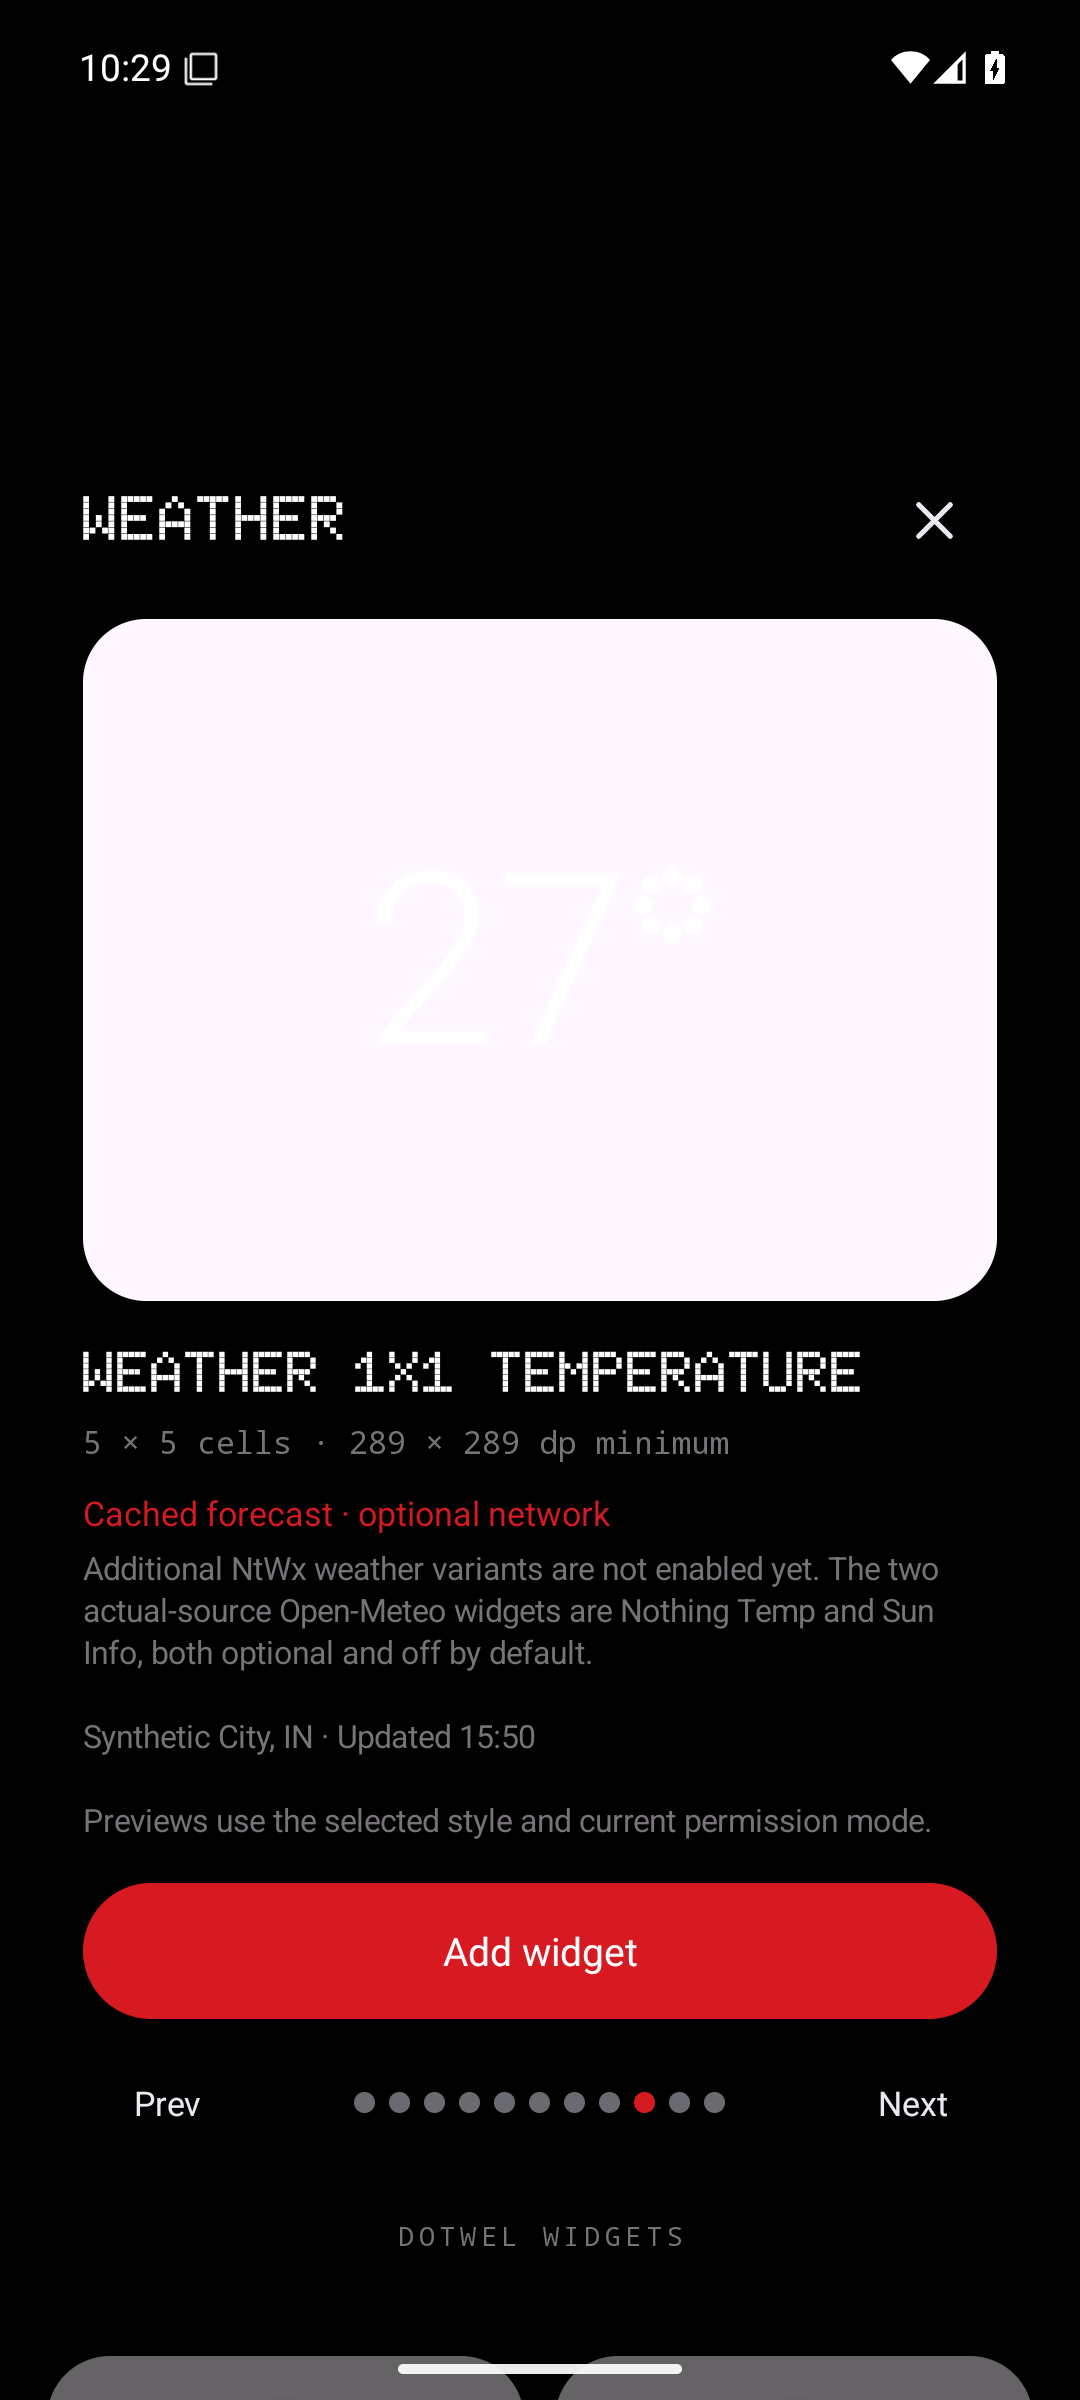 10:29
WEATHER
27°
WEATHER 1X1 TEMPERATURE
5 × 5 cells · 289 × 289 dp minimum
Cached forecast · optional network
Additional NtWx weather variants are not enabled yet. The two
actual-source Open-Meteo widgets are Nothing Temp and Sun
Info, both optional and off by default.
Synthetic City, IN · Updated 15:50
Previews use the selected style and current permission mode.
Add widget
Prev
Next
DOTWEL WIDGETS